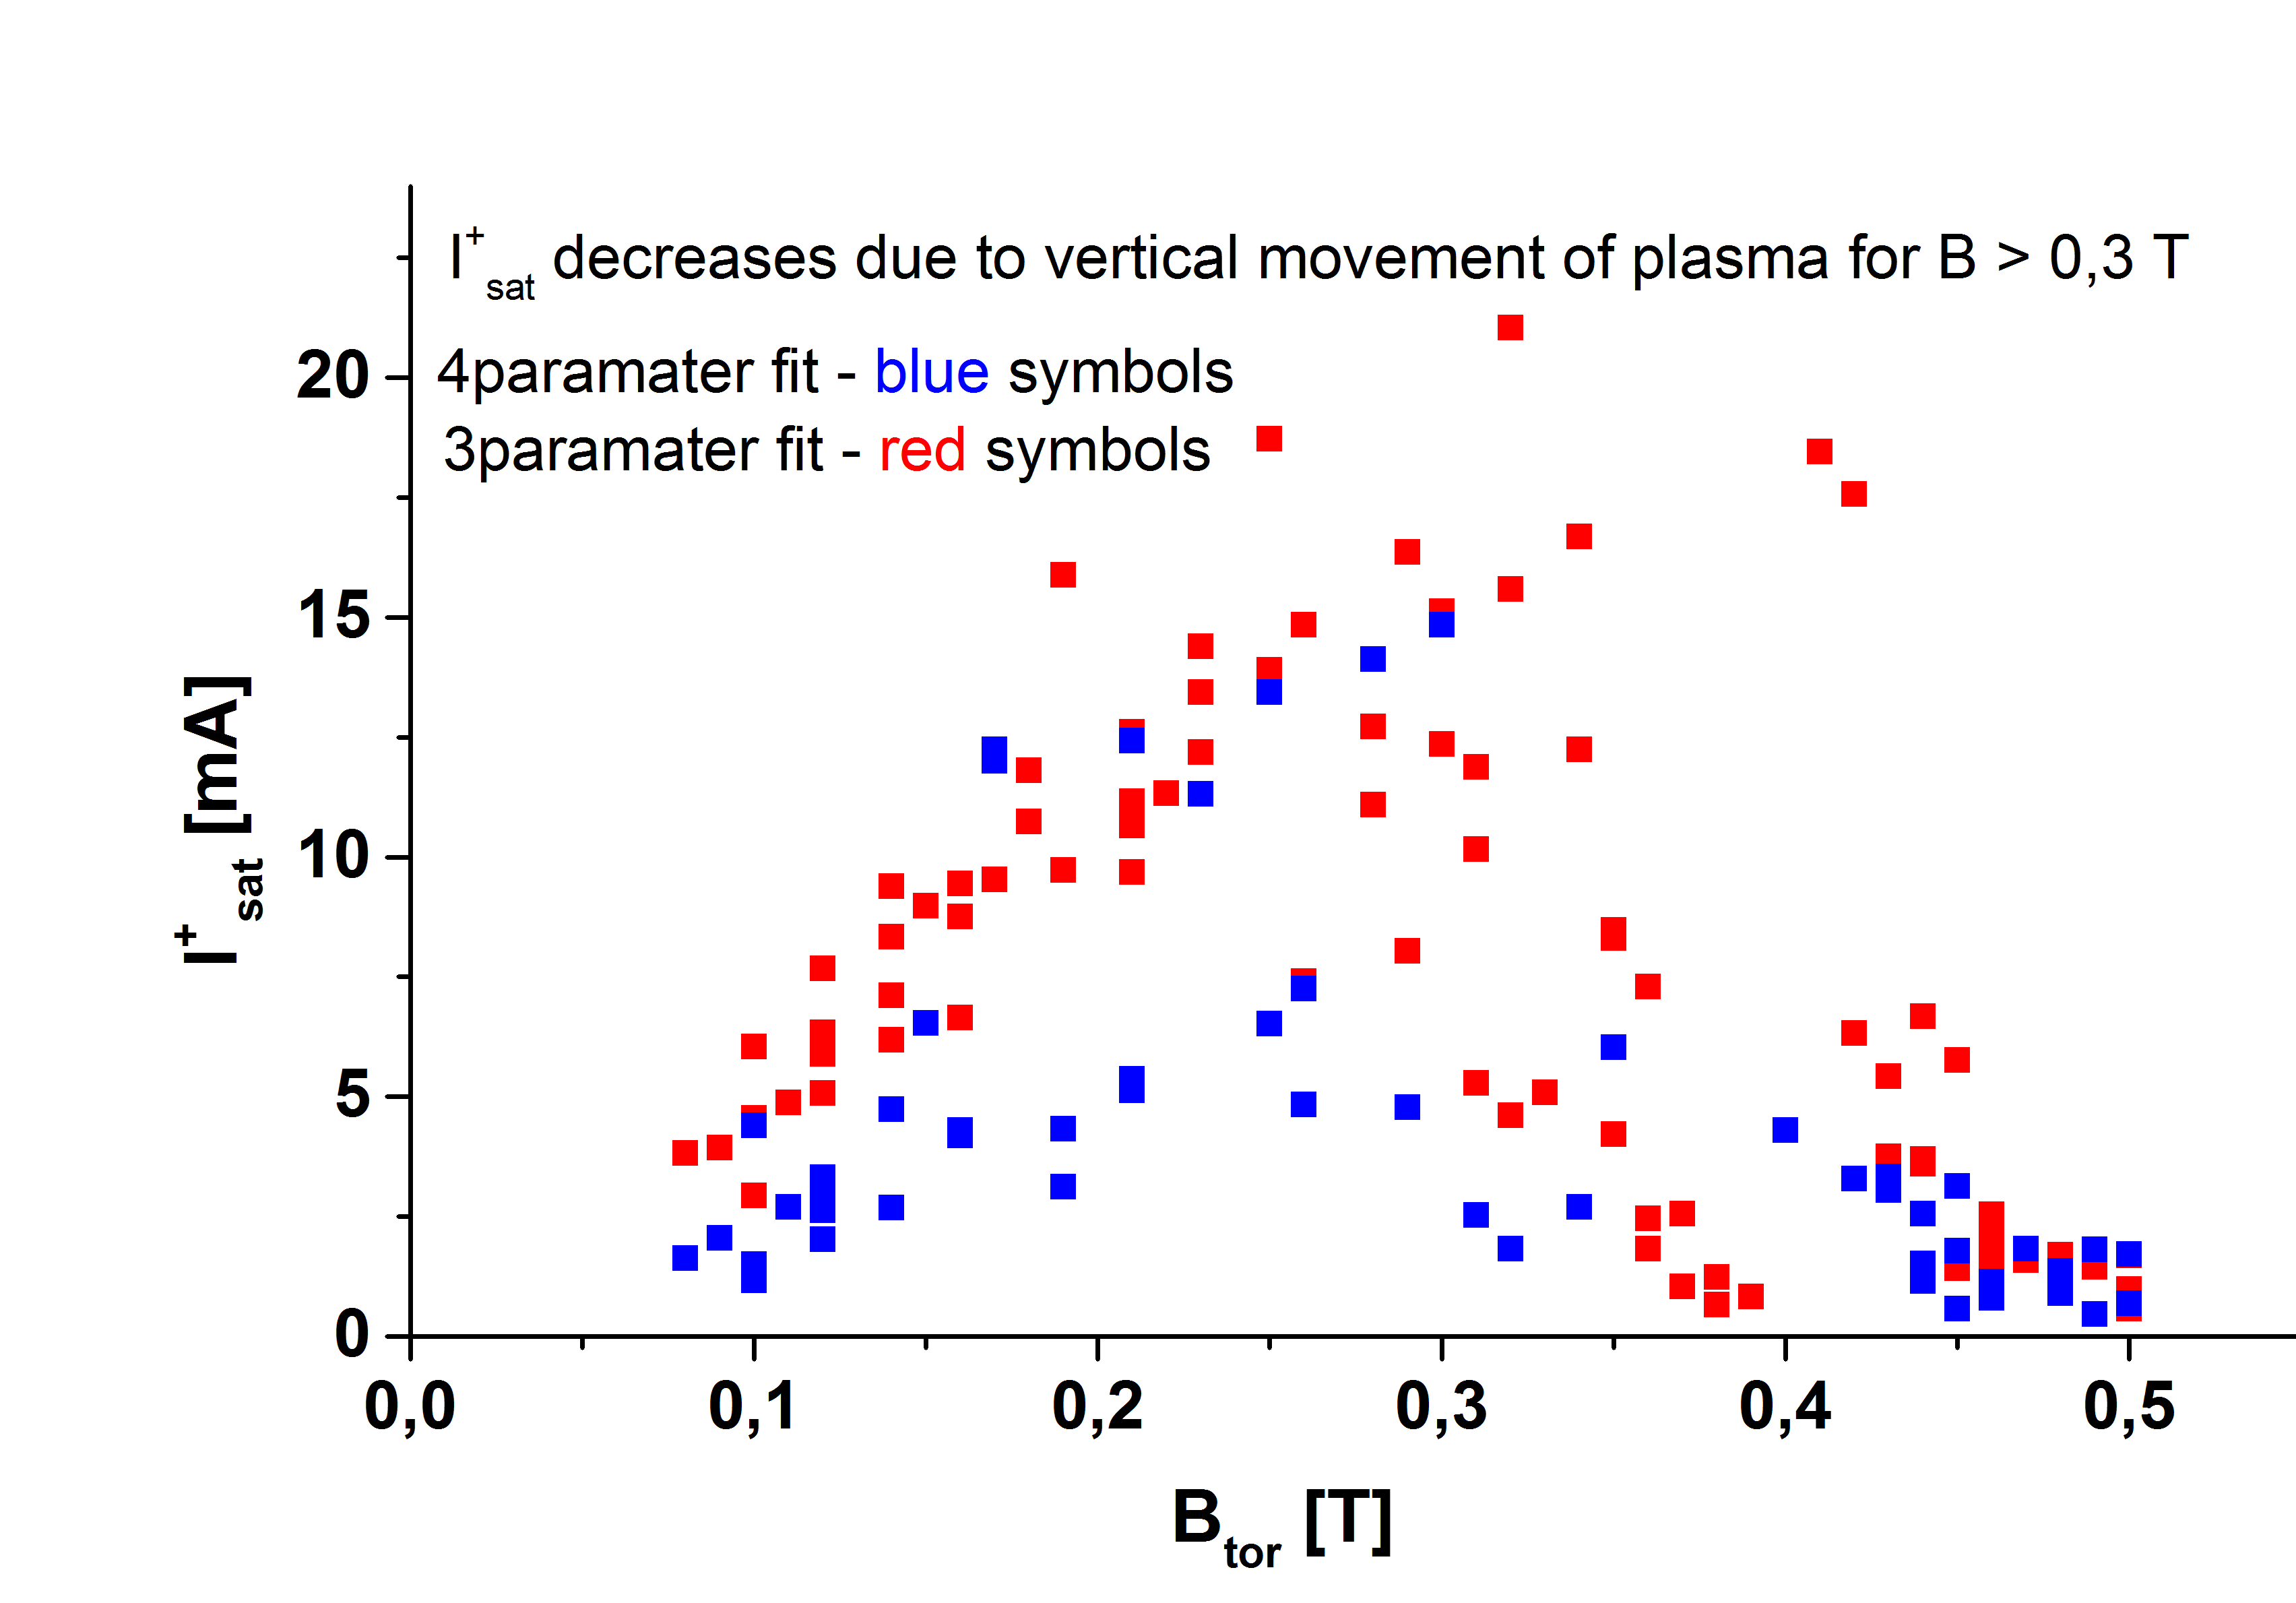 I+sat decreases due to vertical movement of plasma for B > 0,3 T
4paramater fit - blue symbols
3paramater fit - red symbols
20
15
10
5
0
I+sat [mA]
0,0 0,1 0,2 0,3 0,4 0,5
Btor [T]